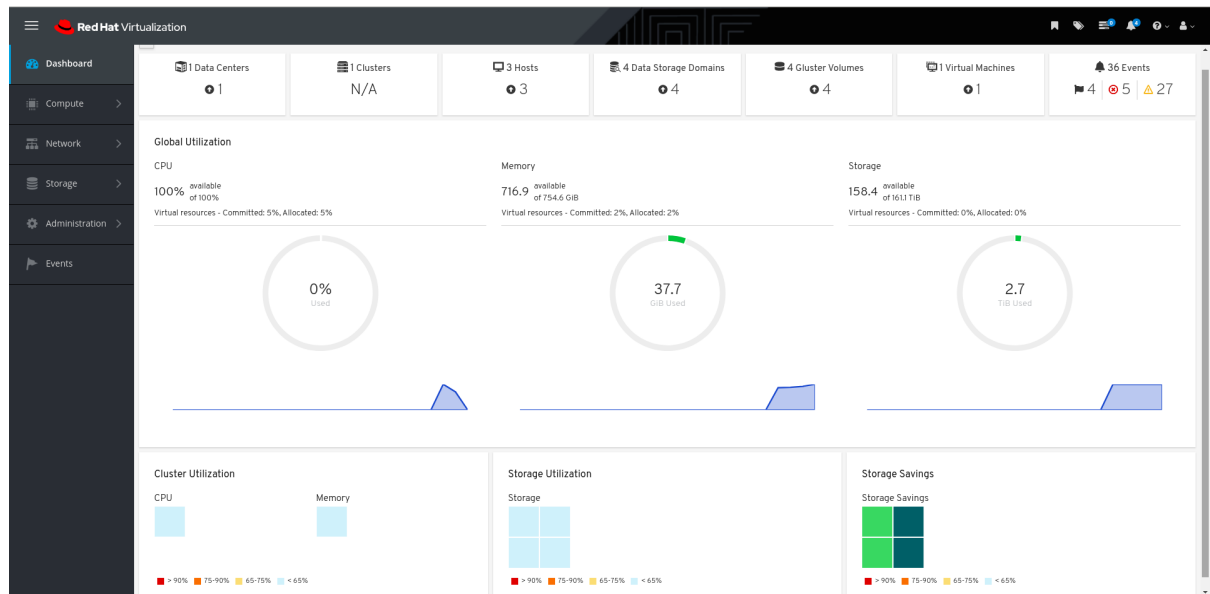 Red Hat Virtualization
Dashboard
Compute
Network
Storage
Administration
Events
1 Data Centers
1
1 Clusters
N/A
3 Hosts
3
4 Data Storage Domains
4
4 Gluster Volumes
4
1 Virtual Machines
1
36 Events
4 5 27
Global Utilization
CPU
100% available of 100%
Virtual resources - Committed: 5%, Allocated: 5%
0%
Used
Memory
716.9 available of 754.6 GiB
Virtual resources - Committed: 2%, Allocated: 2%
37.7
GiB Used
Storage
158.4 available of 161.1 TiB
Virtual resources - Committed: 0%, Allocated: 0%
2.7
TiB Used
Cluster Utilization
CPU Memory
> 90% 75-90% 65-75% < 65%
Storage Utilization
Storage
> 90% 75-90% 65-75% < 65%
Storage Savings
Storage Savings
> 90% 75-90% 65-75% < 65%